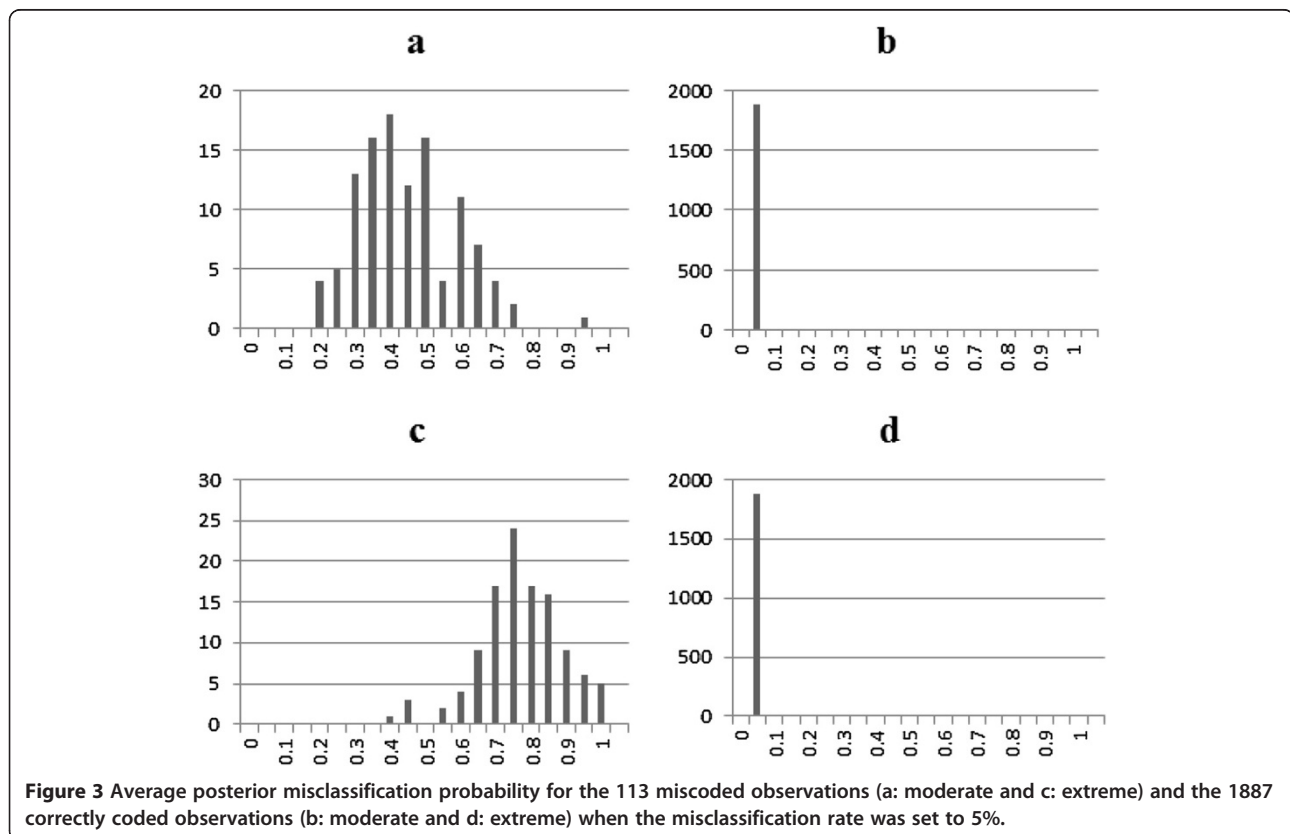 a
20
15
10
5
0
0 0.1 0.2 0.3 0.4 0.5 0.6 0.7 0.8 0.9 1
b
2000
1500
1000
500
0
0 0.1 0.2 0.3 0.4 0.5 0.6 0.7 0.8 0.9 1
c
30
25
20
15
10
5
0
0 0.1 0.2 0.3 0.4 0.5 0.6 0.7 0.8 0.9 1
d
2000
1500
1000
500
0
0 0.1 0.2 0.3 0.4 0.5 0.6 0.7 0.8 0.9 1
Figure 3 Average posterior misclassification probability for the 113 miscoded observations (a: moderate and c: extreme) and the 1887
correctly coded observations (b: moderate and d: extreme) when the misclassification rate was set to 5%.